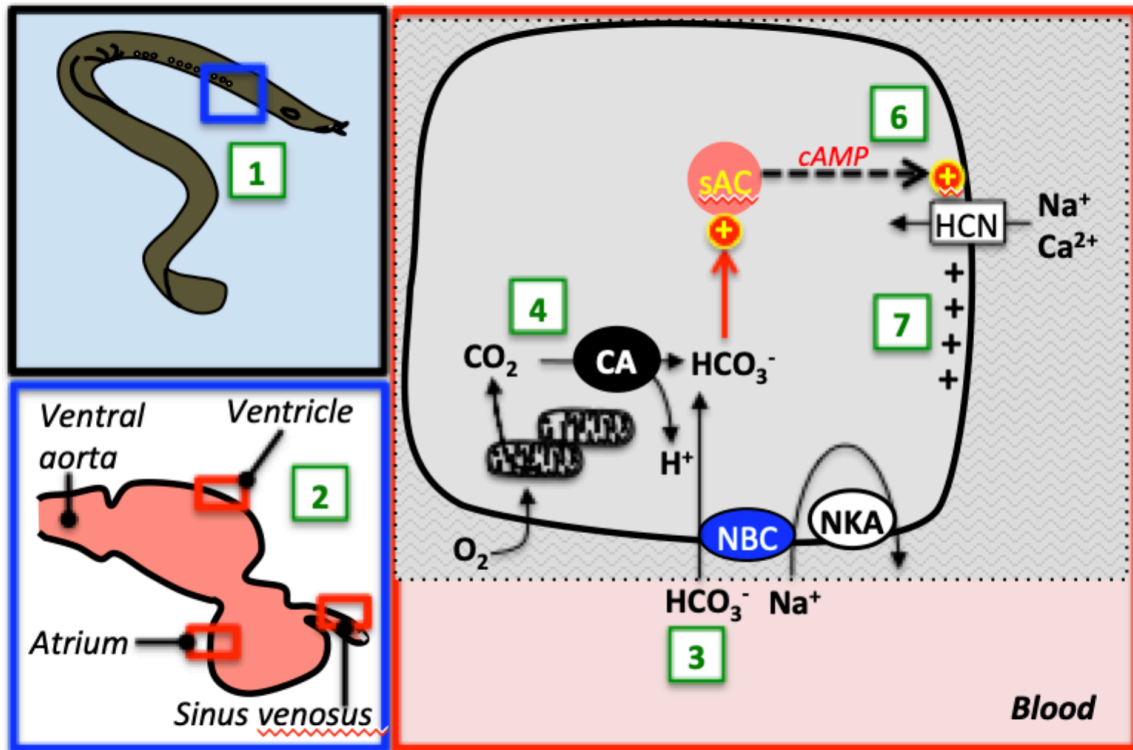 1
Ventral
aorta
Ventricle
2
Atrium
Sinus venosus
6
cAMP
sAC
+
+
HCN
Na⁺
Ca²⁺
+
+
+
+
7
4
CO₂
CA
HCO₃⁻
H⁺
O₂
NBC
NKA
HCO₃⁻ Na⁺
3
Blood